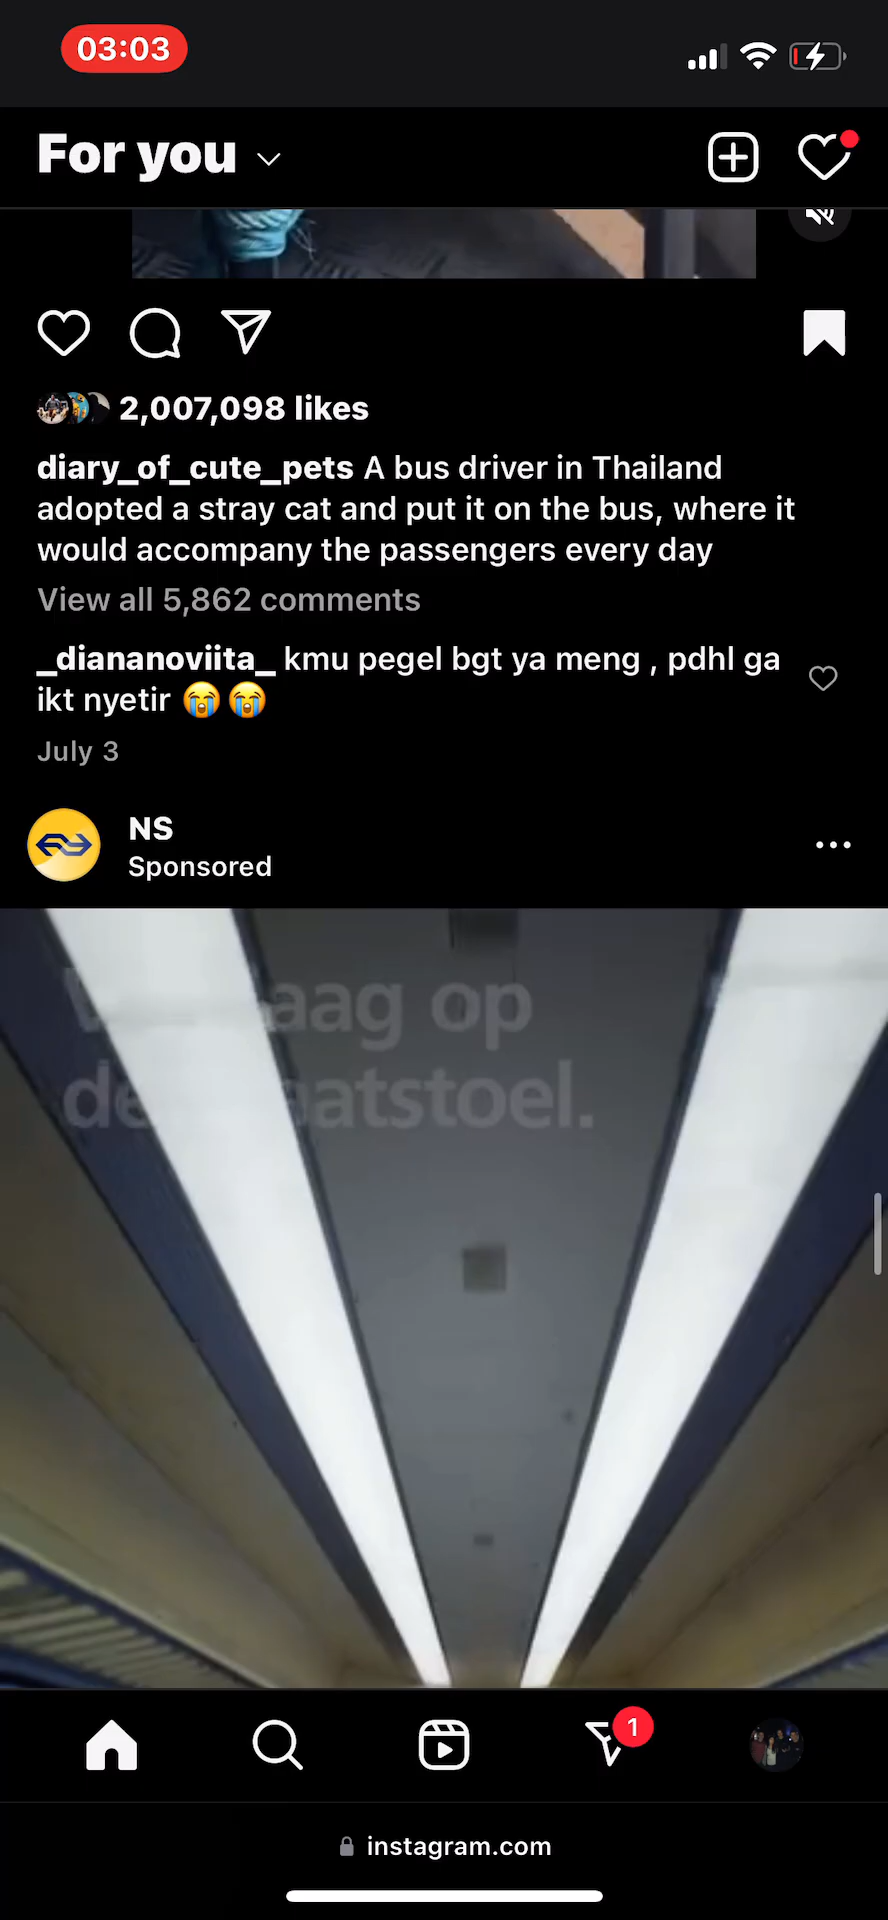 03:03
For you
2,007,098 likes
diary_of_cute_pets A bus driver in Thailand
adopted a stray cat and put it on the bus, where it
would accompany the passengers every day
View all 5,862 comments
_diananoviita_ kmu pegel bgt ya meng , pdhl ga
ikt nyetir 😭😭
July 3
NS
Sponsored
op
1
instagram.com